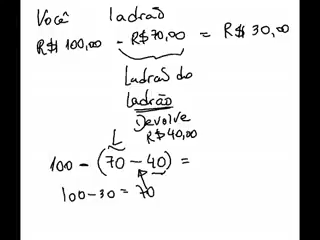 Você ladrão
R$ 100,00 - R$70,00 = R$ 30,00
Ladrão do
ladrão
Devolve
R$40,00
L
100 - (70 - 40) =
100 - 30 = 70